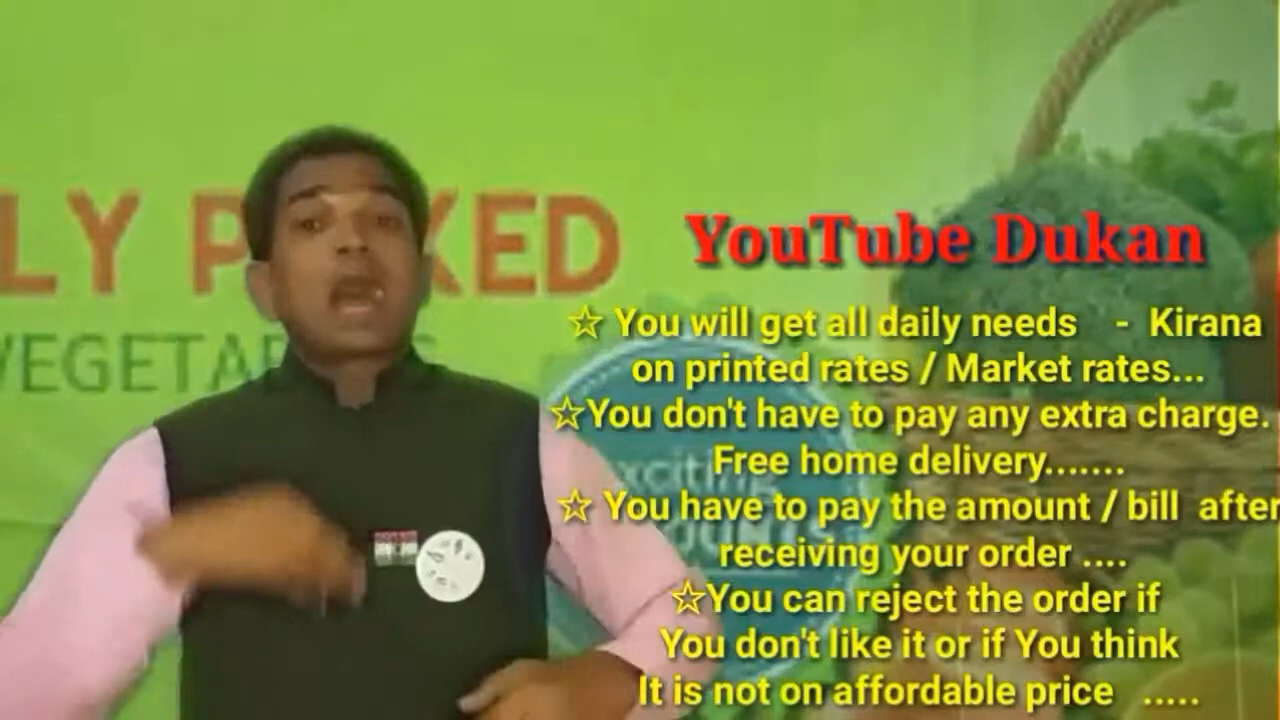 LY P KED
VEGETA
YouTube Dukan
☆ You will get all daily needs - Kirana
on printed rates / Market rates...
☆You don't have to pay any extra charge.
Free home delivery.......
☆ You have to pay the amount / bill after
receiving your order ....
☆You can reject the order if
You don't like it or if You think
It is not on affordable price .....
xciting